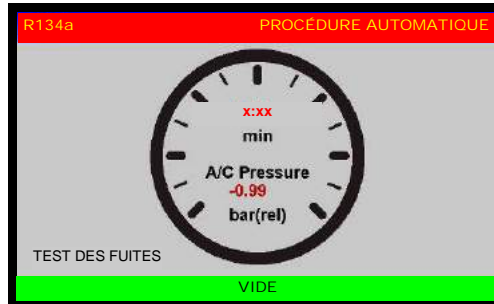 R134a PROCÉDURE AUTOMATIQUE
x:xx
min
A/C Pressure
-0.99
bar(rel)
TEST DES FUITES
VIDE